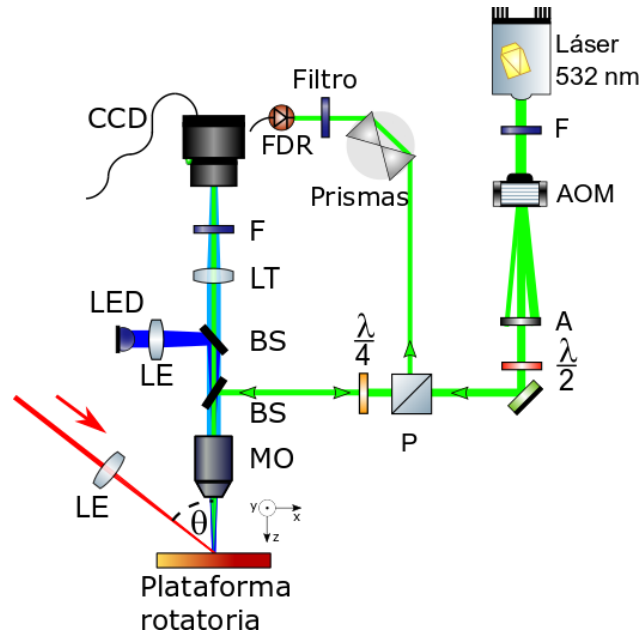 Láser
532 nm
Filtro
CCD
FDR
F
Prismas
AOM
F
LT
LED
BS
λ
4
A
LE
λ
2
BS
P
MO
LE
θ
y
x
z
Plataforma
rotatoria